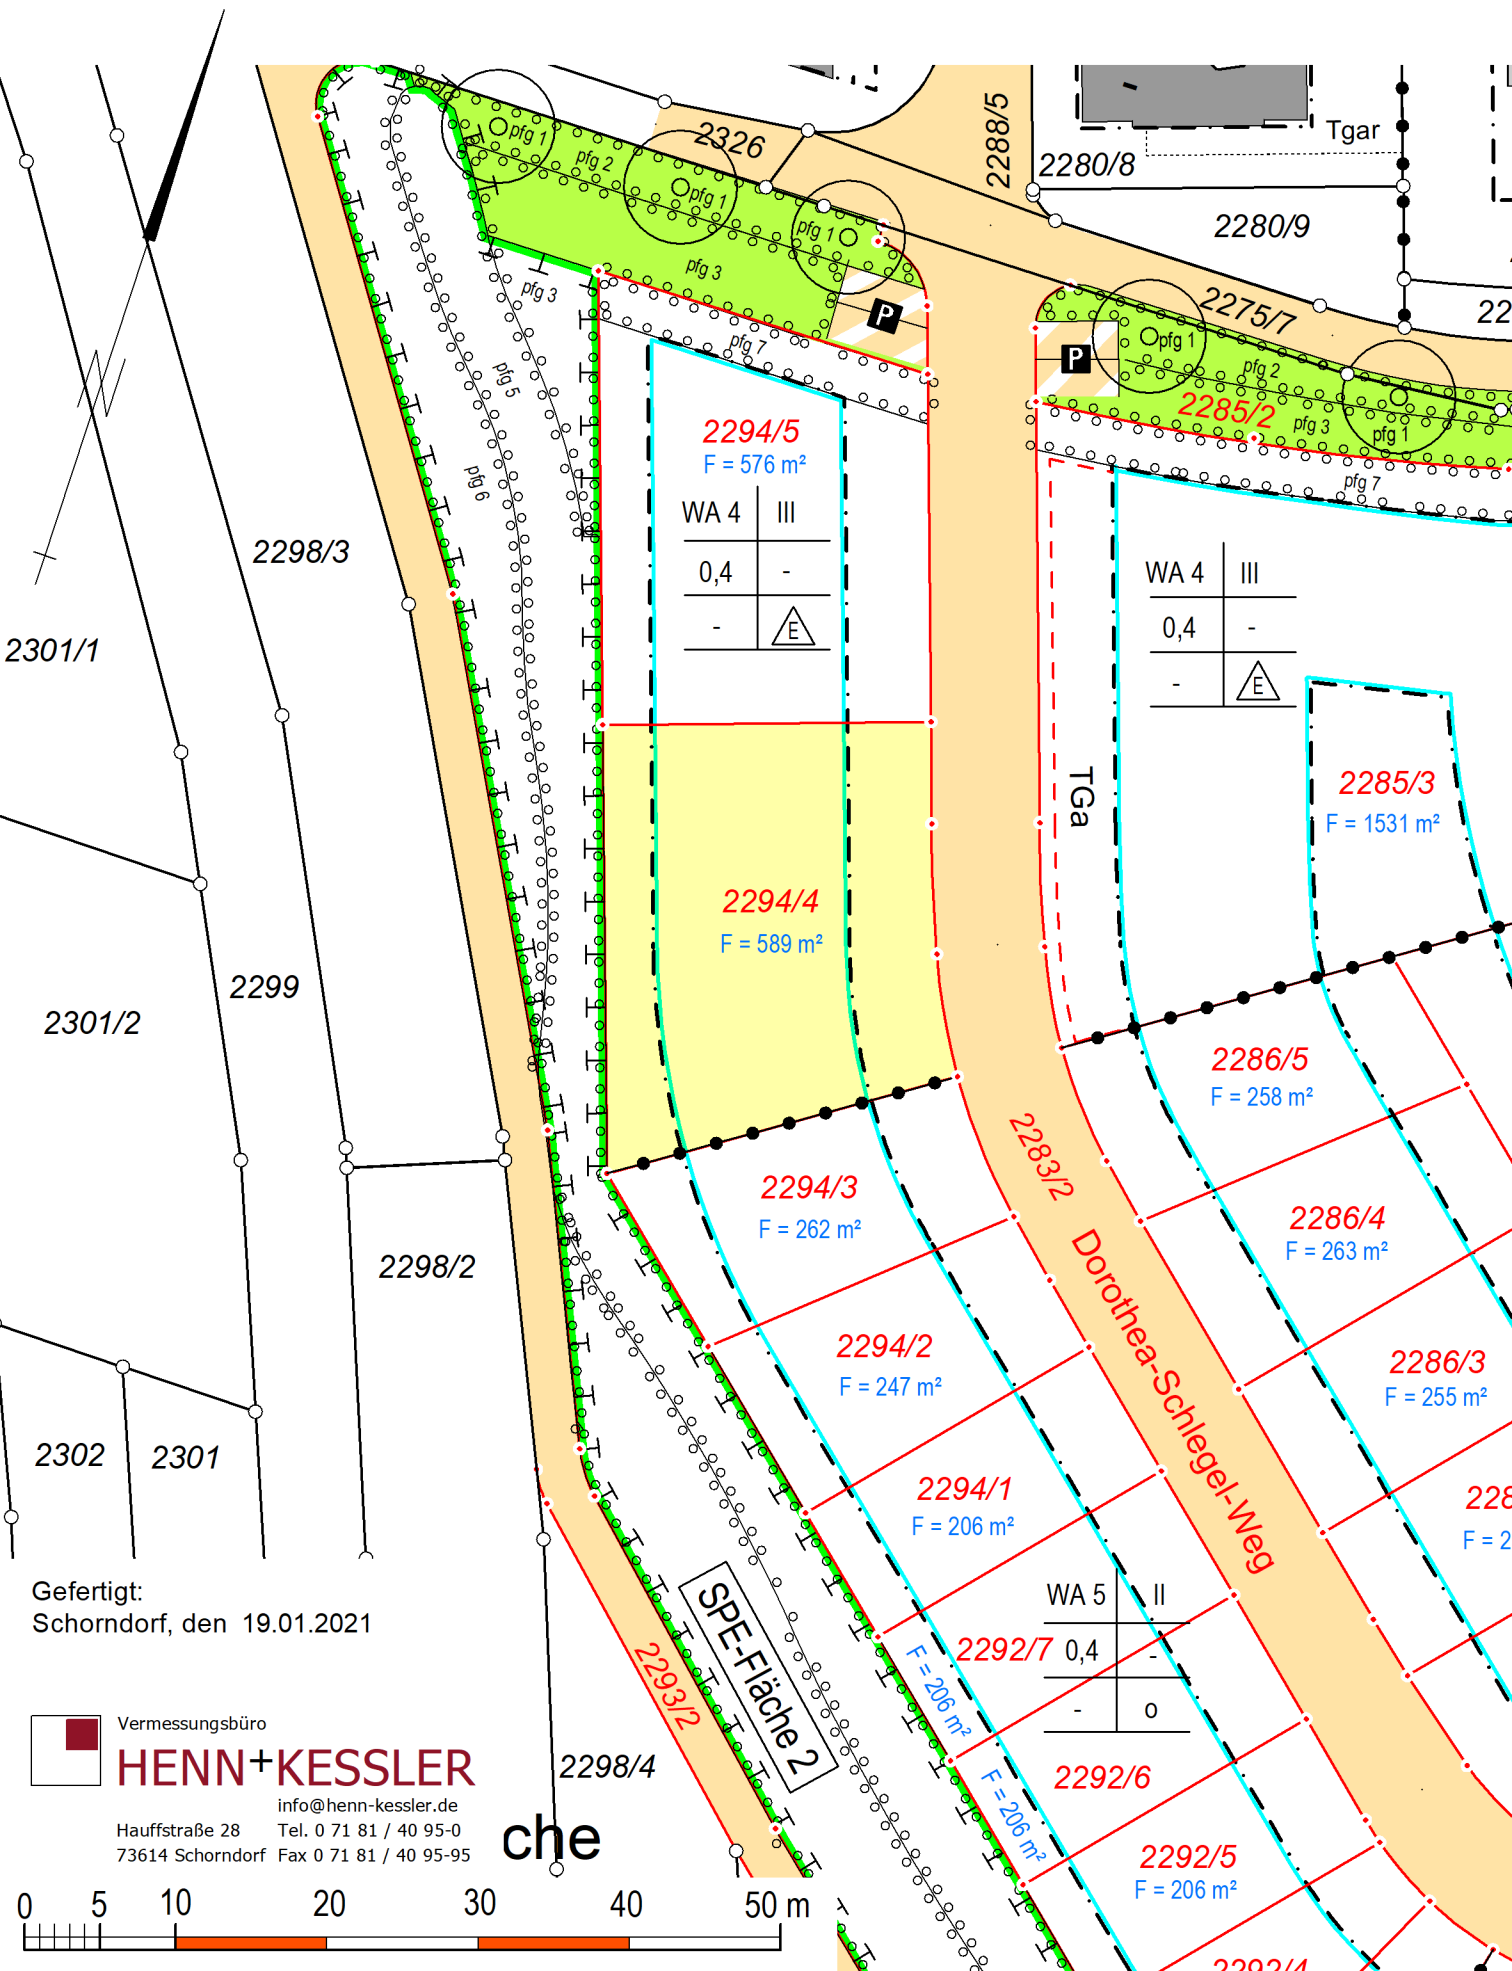 2326
2288/5
Tgar
2280/8
2280/9
pfg 1
pfg 2
pfg 1
pfg 1
pfg 3
pfg 3
P
P
2275/7
22
pfg 1
pfg 2
2285/2
pfg 3
pfg 1
pfg 7
pfg 7
pfg 5
pfg 6
2294/5
F = 576 m²
WA 4 III
0,4 -
- E
WA 4 III
0,4 -
- E
2298/3
2301/1
TGa
2285/3
F = 1531 m²
2294/4
F = 589 m²
2299
2301/2
2286/5
F = 258 m²
2283/2
2294/3
F = 262 m²
2286/4
F = 263 m²
2298/2
Dorothea-Schlegel-Weg
2294/2
F = 247 m²
2286/3
F = 255 m²
2302
2301
2294/1
F = 206 m²
228
F = 2
Gefertigt:
Schorndorf, den 19.01.2021
SPE-Fläche 2
WA 5 II
0,4 -
- o
2292/7
F = 206 m²
2293/2
2292/6
F = 206 m²
2298/4
2292/5
F = 206 m²
2292/4
Vermessungsbüro
HENN+KESSLER
info@henn-kessler.de
Hauffstraße 28 Tel. 0 71 81 / 40 95-0
73614 Schorndorf Fax 0 71 81 / 40 95-95
che
0 5 10 20 30 40 50 m